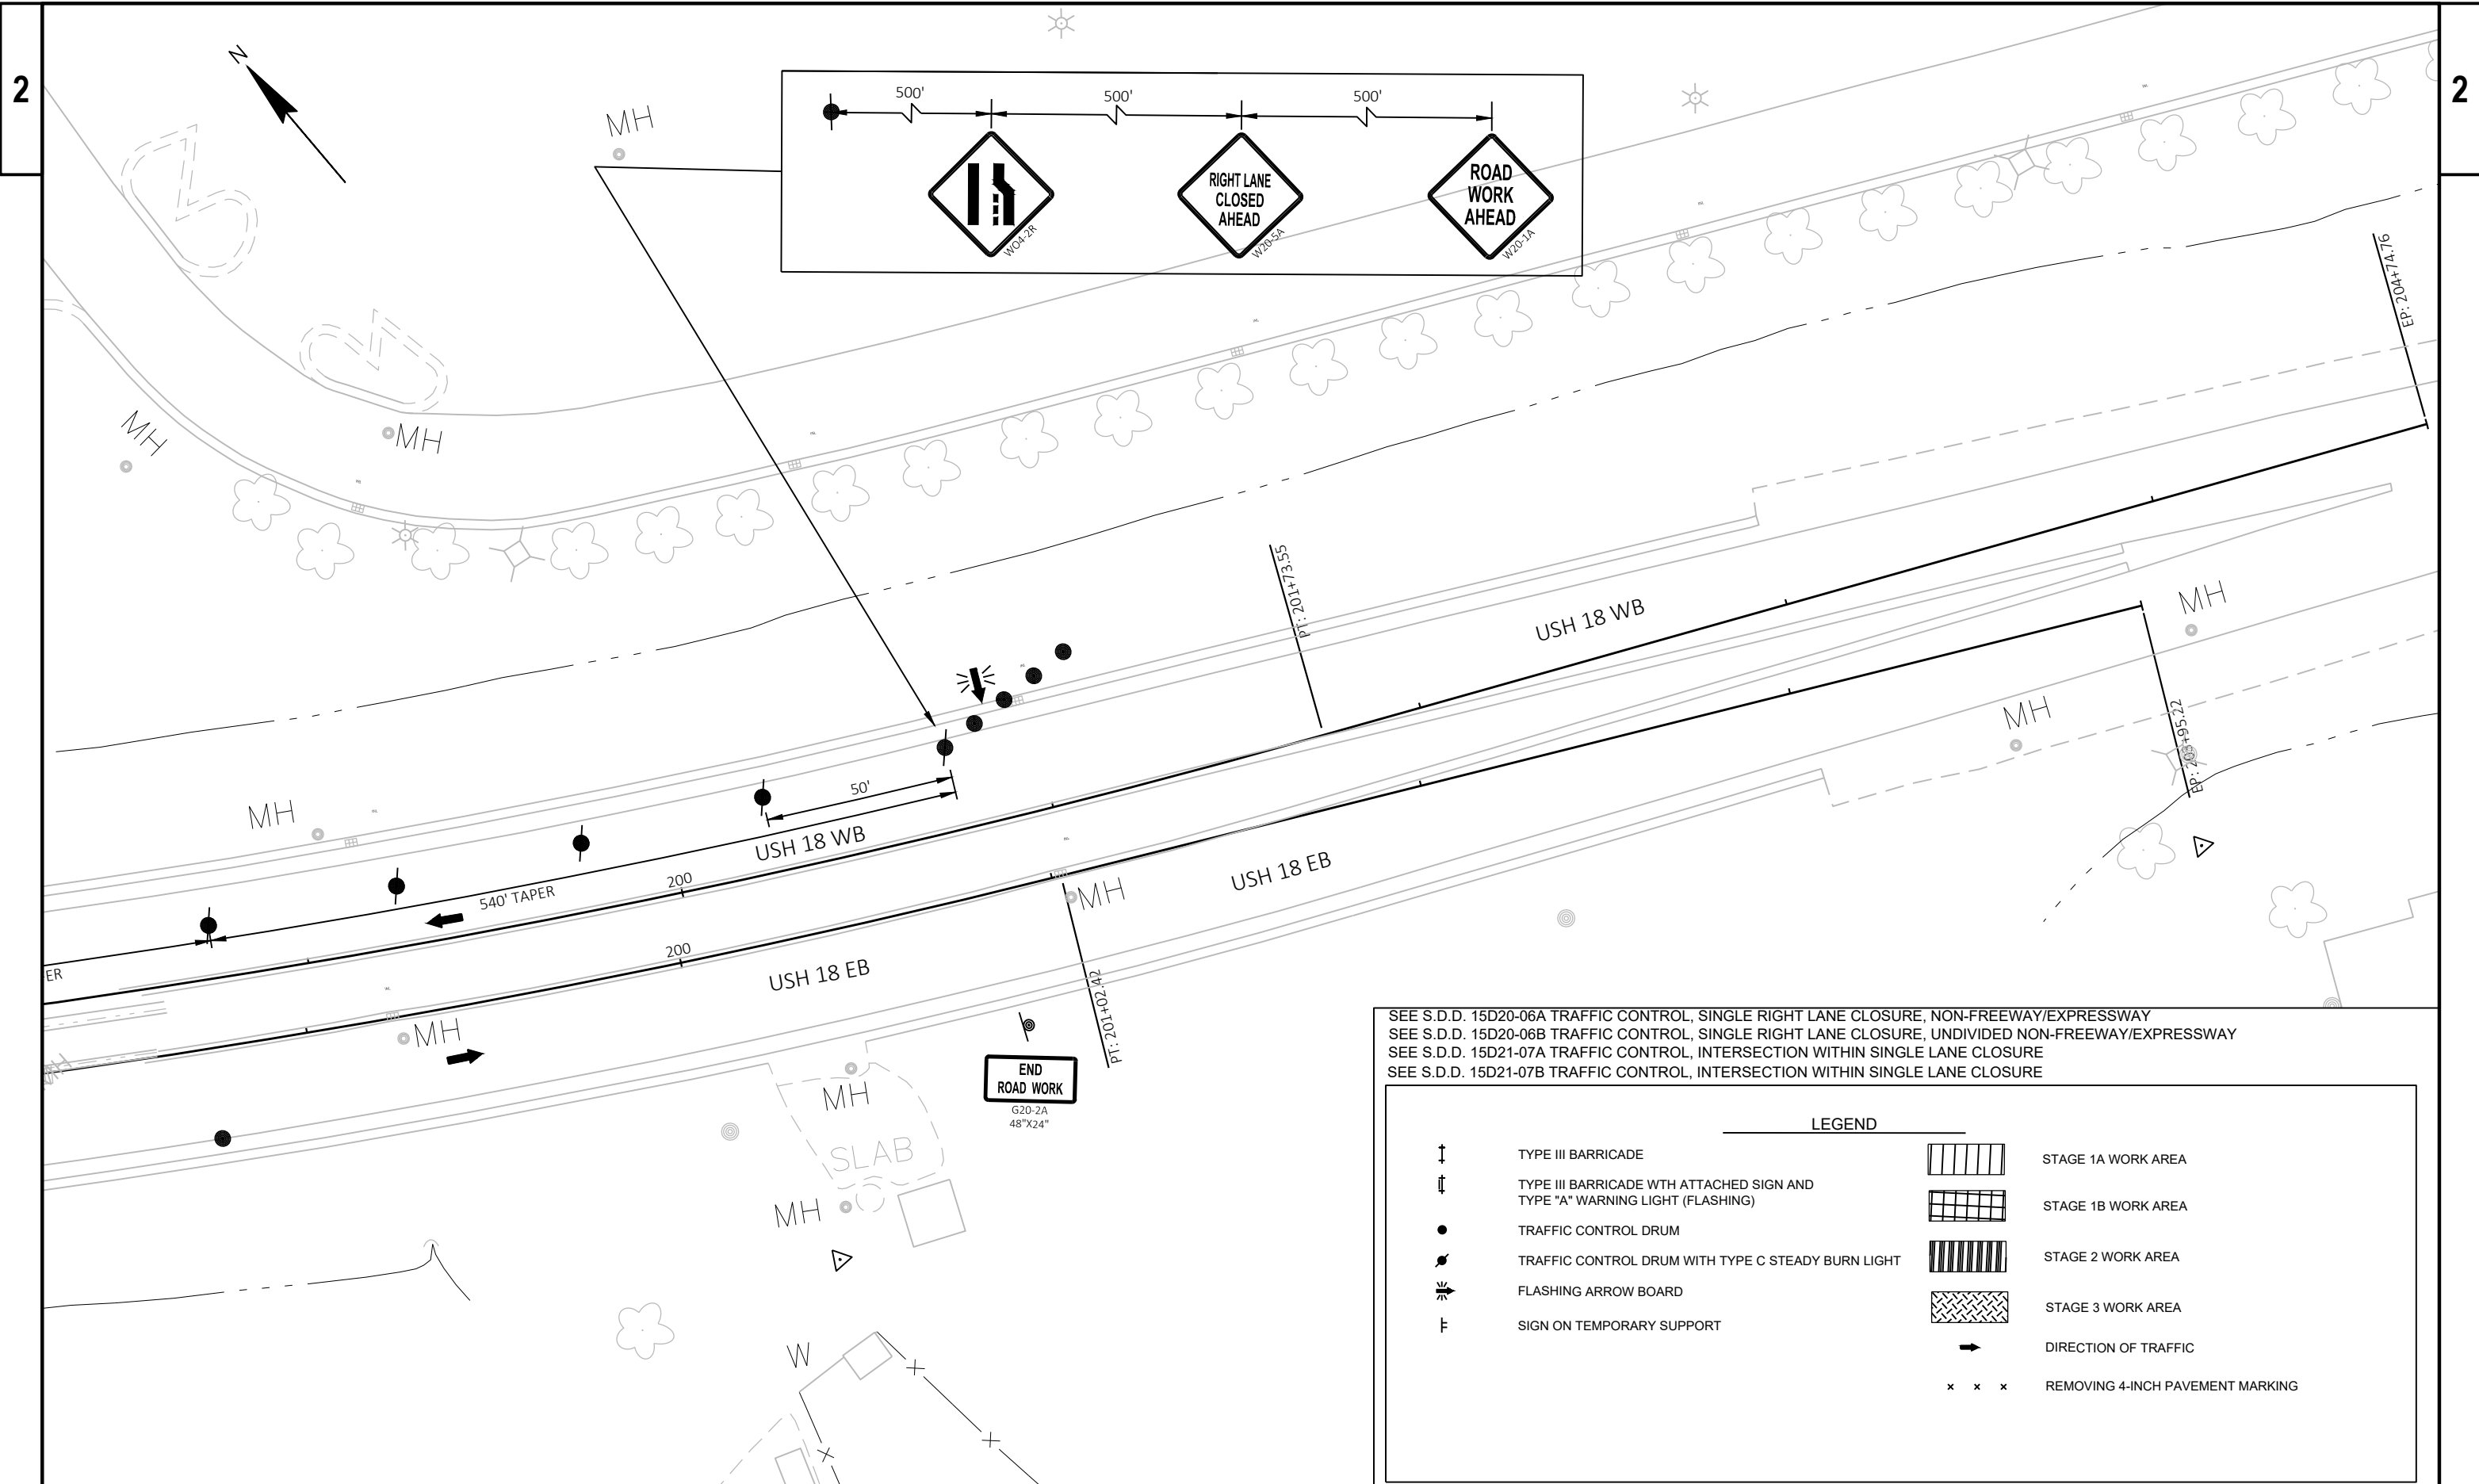 2
2
N
MH
500'
500'
500'
WO4-2R
RIGHT LANE
CLOSED
AHEAD
W20-5A
ROAD
WORK
AHEAD
W20-1A
EP: 204+74.76
MH
MH
PT: 201+73.55
USH 18 WB
MH
MH
EP: 203+95.22
50'
MH
USH 18 WB
USH 18 EB
200
540' TAPER
MH
200
ER
USH 18 EB
PT: 201+02.42
MH
MH
END
ROAD WORK
G20-2A
48"X24"
MH
SLAB
MH
W
SEE S.D.D. 15D20-06A TRAFFIC CONTROL, SINGLE RIGHT LANE CLOSURE, NON-FREEWAY/EXPRESSWAY
SEE S.D.D. 15D20-06B TRAFFIC CONTROL, SINGLE RIGHT LANE CLOSURE, UNDIVIDED NON-FREEWAY/EXPRESSWAY
SEE S.D.D. 15D21-07A TRAFFIC CONTROL, INTERSECTION WITHIN SINGLE LANE CLOSURE
SEE S.D.D. 15D21-07B TRAFFIC CONTROL, INTERSECTION WITHIN SINGLE LANE CLOSURE
LEGEND
TYPE III BARRICADE
TYPE III BARRICADE WTH ATTACHED SIGN AND
TYPE "A" WARNING LIGHT (FLASHING)
TRAFFIC CONTROL DRUM
TRAFFIC CONTROL DRUM WITH TYPE C STEADY BURN LIGHT
FLASHING ARROW BOARD
SIGN ON TEMPORARY SUPPORT
STAGE 1A WORK AREA
STAGE 1B WORK AREA
STAGE 2 WORK AREA
STAGE 3 WORK AREA
DIRECTION OF TRAFFIC
REMOVING 4-INCH PAVEMENT MARKING